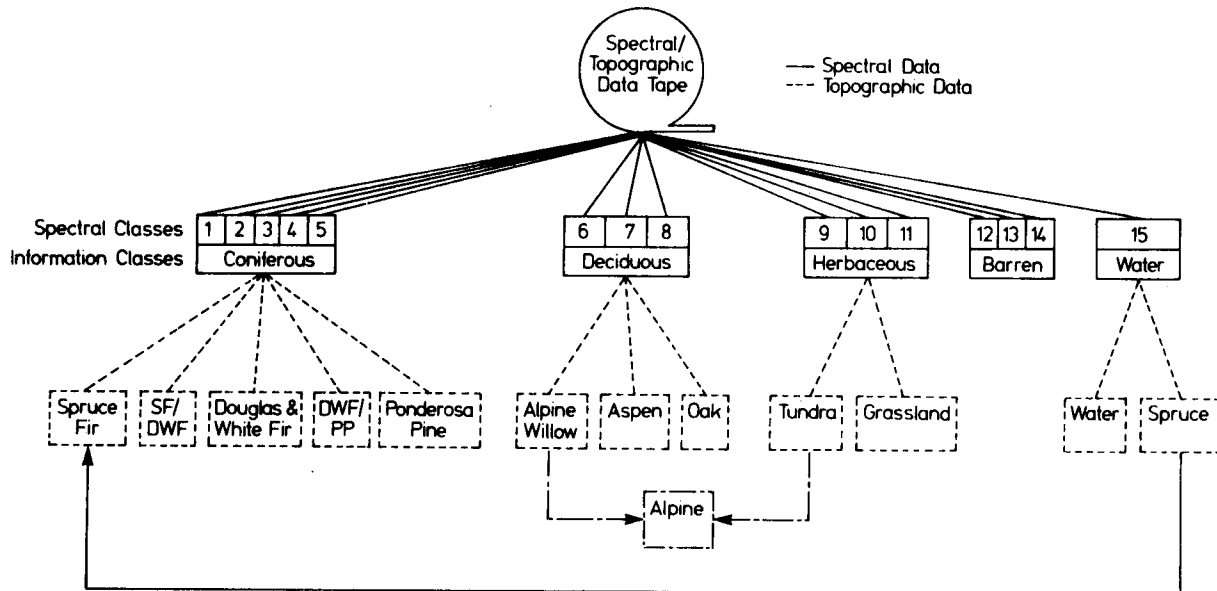 Spectral/
Topographic
Data Tape
Spectral Data
Topographic Data
Spectral Classes
1 2 3 4 5
6 7 8
9 10 11
12 13 14
15
Information Classes
Coniferous
Deciduous
Herbaceous
Barren
Water
Spruce
Fir
SF/
DWF
Douglas &
White Fir
DWF/
PP
Ponderosa
Pine
Alpine
Willow
Aspen
Oak
Tundra
Grassland
Water
Spruce
Alpine